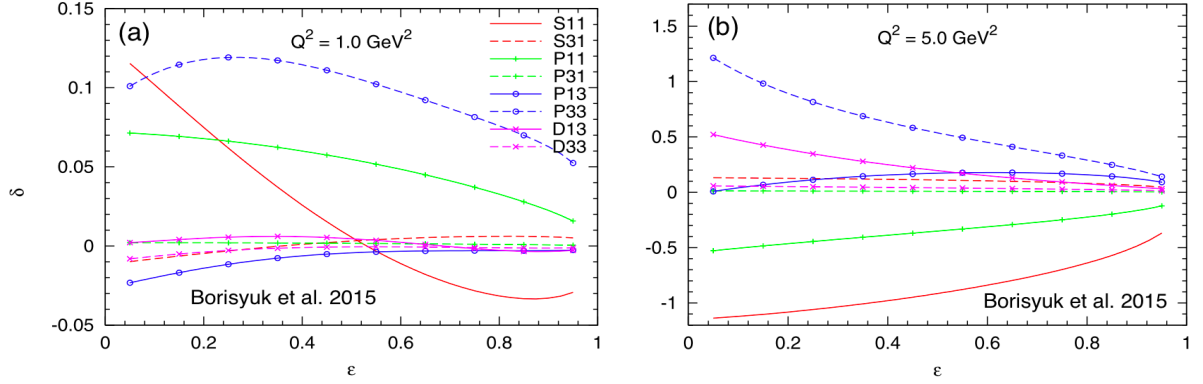 (a)
Q² = 1.0 GeV²
S11
S31
P11
P31
P13
P33
D13
D33
0.15
0.1
0.05
0
-0.05
δ
Borisyuk et al. 2015
0 0.2 0.4 0.6 0.8 1
ε
(b)
Q² = 5.0 GeV²
1.5
1
0.5
0
-0.5
-1
δ
Borisyuk et al. 2015
0 0.2 0.4 0.6 0.8 1
ε